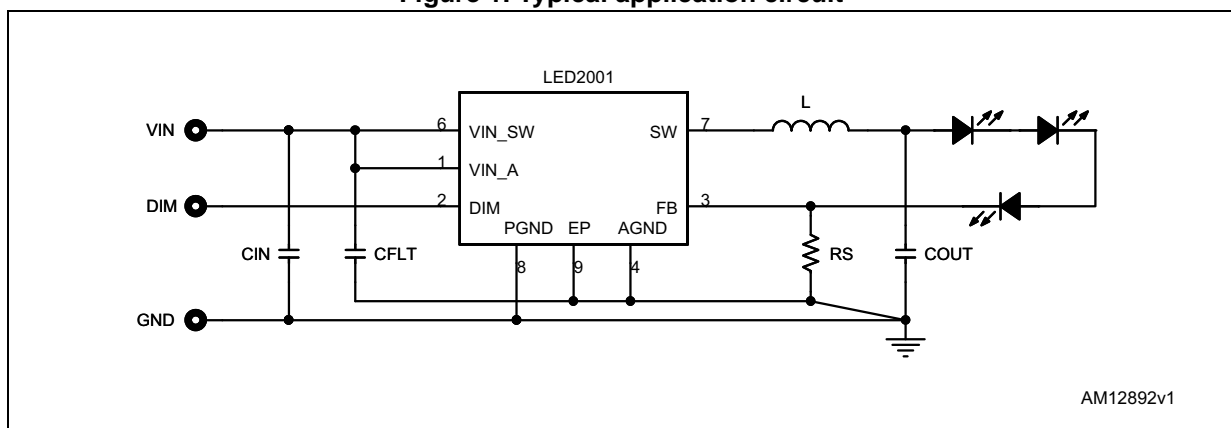 Figure 1. Typical application circuit
LED2001
L
VIN
6
VIN_SW
SW
7
1
VIN_A
DIM
2
DIM
FB
3
PGND
EP
AGND
CIN
CFLT
8
9
4
RS
COUT
GND
AM12892v1